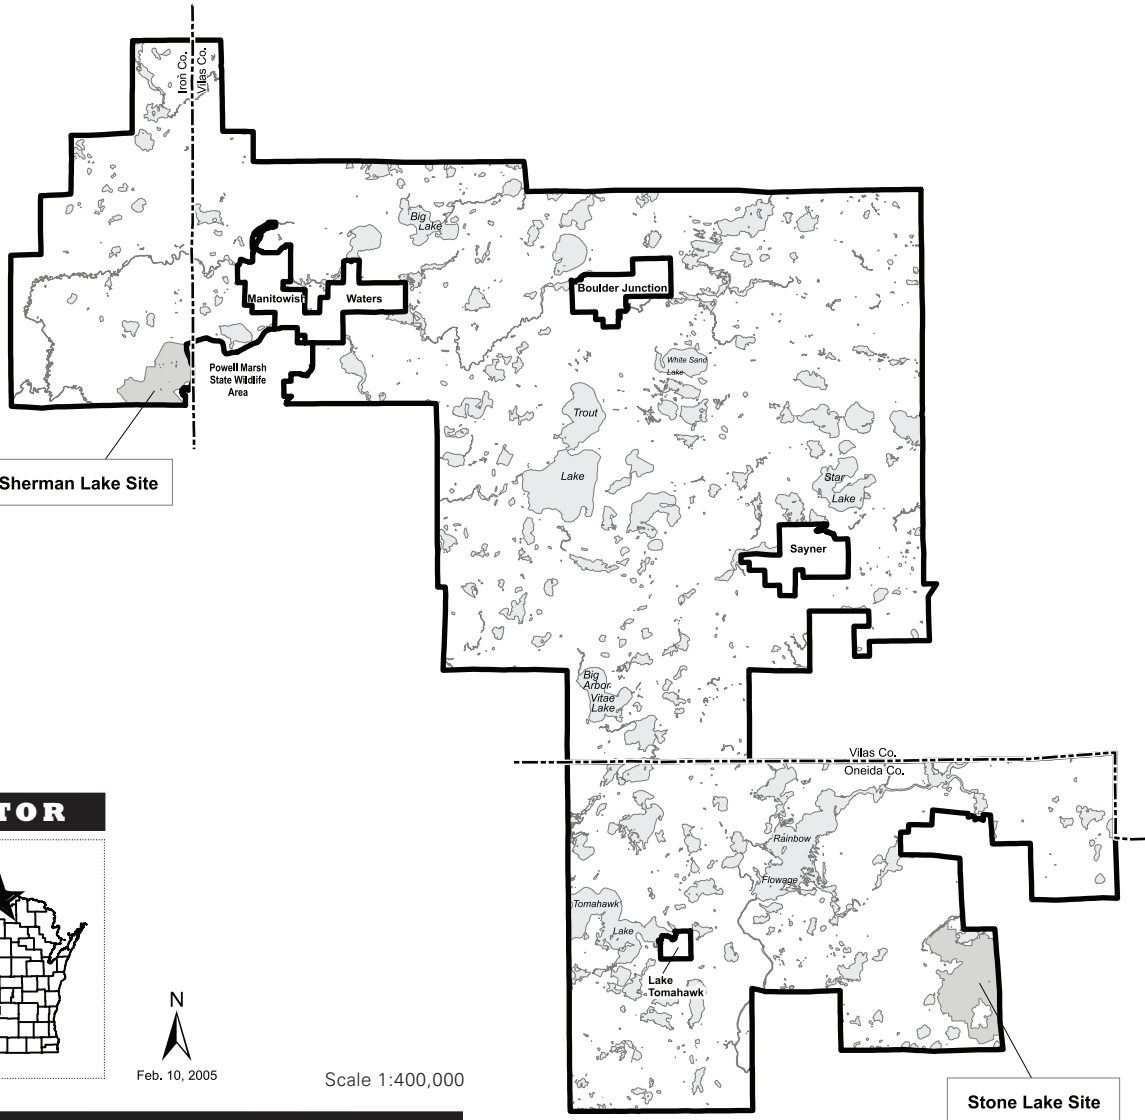 Iron Co.
Vilas Co.
Big
Lake
Manitowish
Waters
Boulder Junction
Powell Marsh
State Wildlife
Area
White Sand
Lake
Trout
Lake
Sherman Lake Site
Star
Lake
Sayner
Big
Arbor
Vitae
Lake
Vilas Co.
Oneida Co.
Rainbow
Flowage
Tomahawk
Lake
Lake
Tomahawk
TOR
N
Feb. 10, 2005
Scale 1:400,000
Stone Lake Site